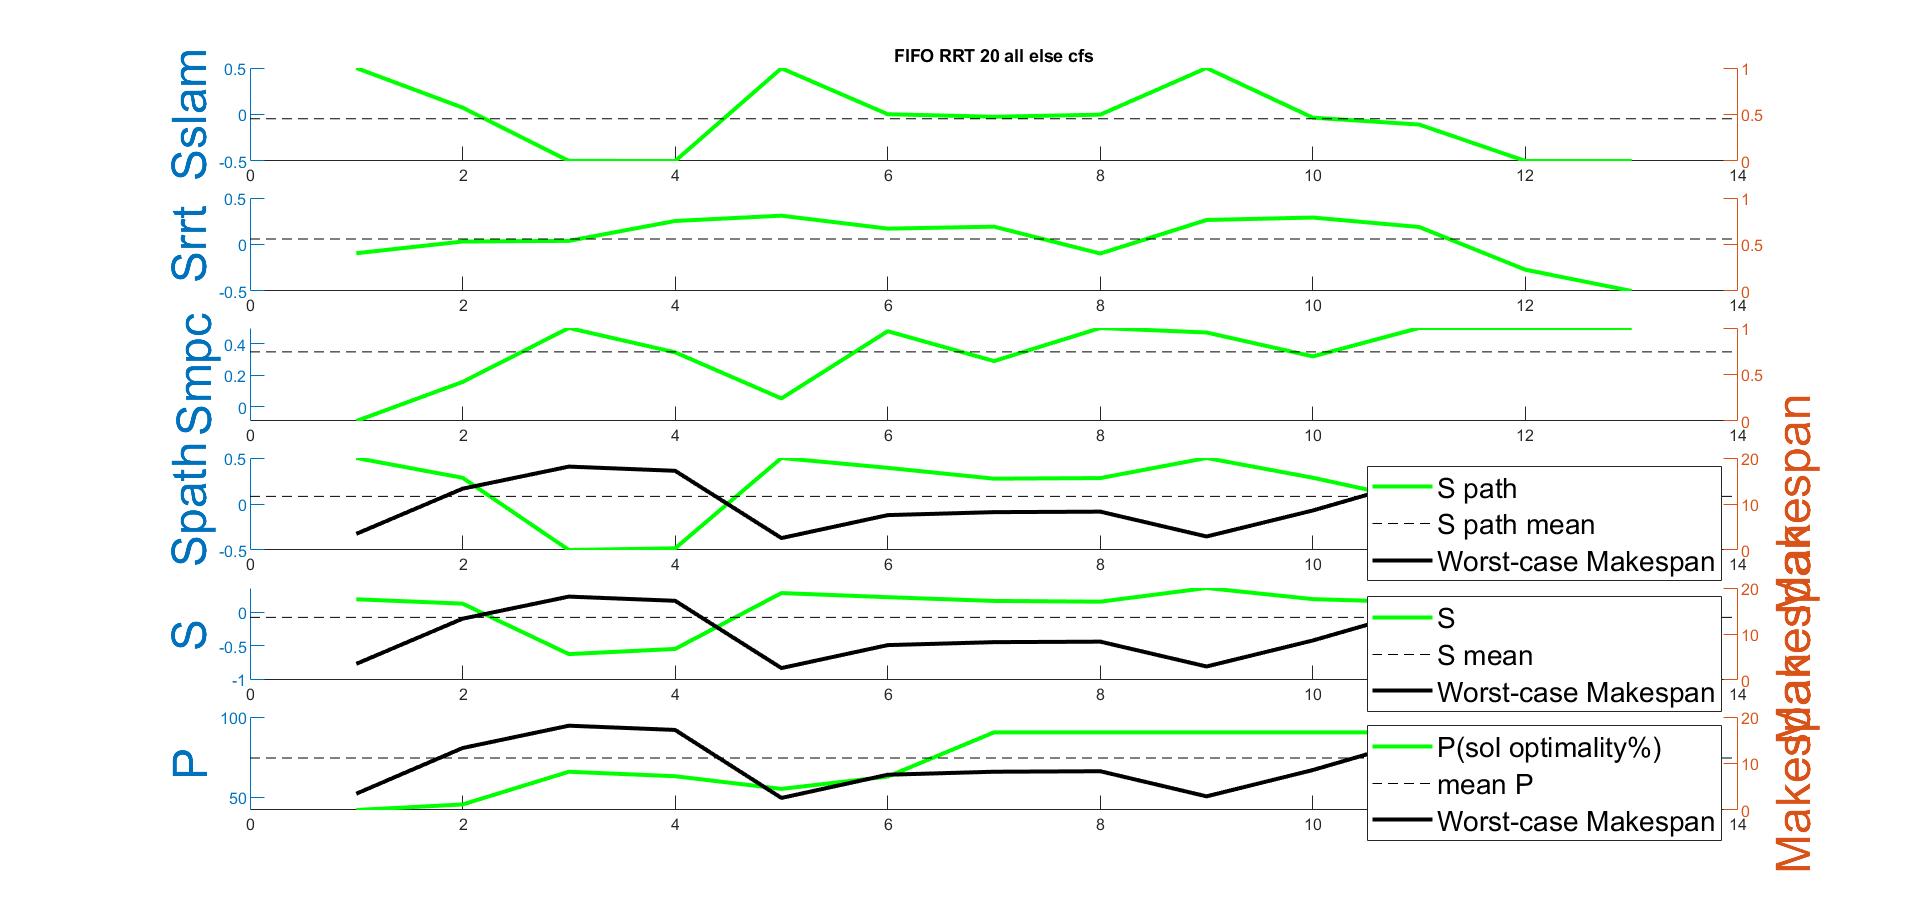 FIFO RRT 20 all else cfs
Sslam
0.5
0
-0.5
1
0.5
0
0 2 4 6 8 10 12 14
Srrt
0.5
0
-0.5
1
0.5
0
0 2 4 6 8 10 12 14
Smpc
0.4
0.2
0
1
0.5
0
0 2 4 6 8 10 12 14
Spath
0.5
0
-0.5
20
10
0
Makespan
S path
S path mean
Worst-case Makespan
0 2 4 6 8 10 14
S
0
-0.5
-1
20
10
0
Makespan
S
S mean
Worst-case Makespan
0 2 4 6 8 10 14
P
100
50
20
10
0
Makespan
P(sol optimality%)
mean P
Worst-case Makespan
0 2 4 6 8 10 14